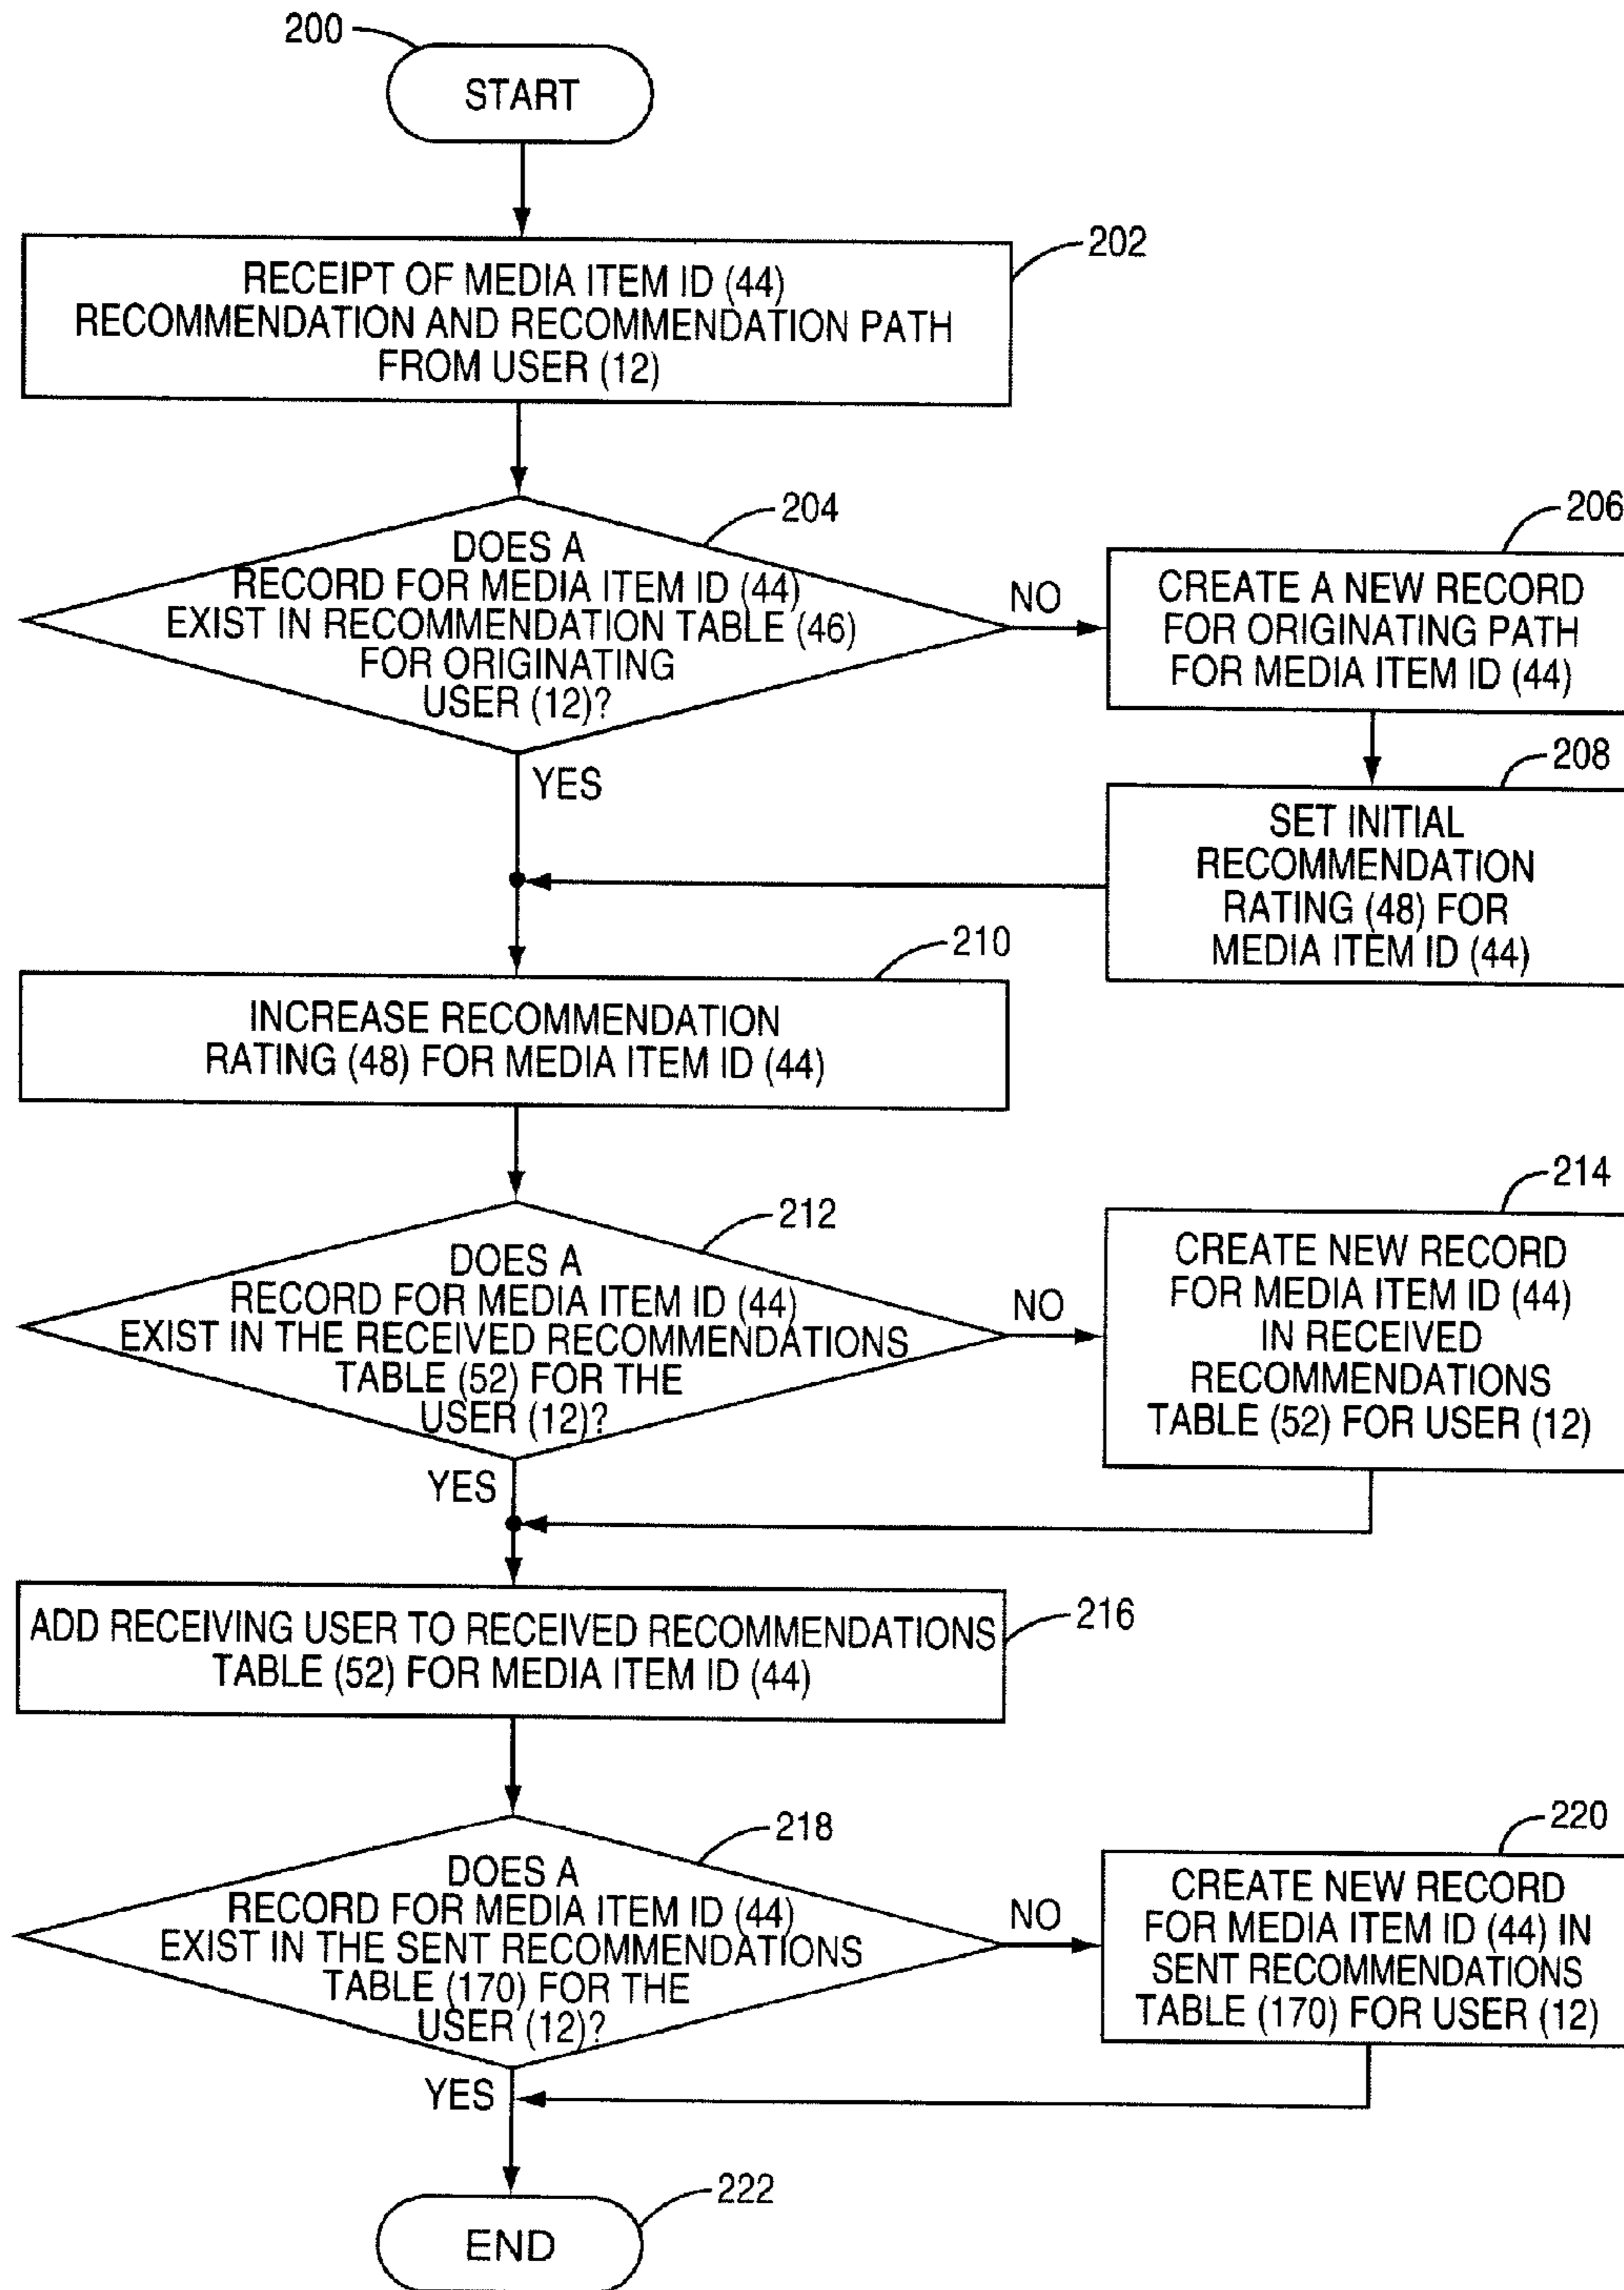 200
START
202
RECEIPT OF MEDIA ITEM ID (44)
RECOMMENDATION AND RECOMMENDATION PATH
FROM USER (12)
204
DOES A
RECORD FOR MEDIA ITEM ID (44)
EXIST IN RECOMMENDATION TABLE (46)
FOR ORIGINATING
USER (12)?
NO
206
CREATE A NEW RECORD
FOR ORIGINATING PATH
FOR MEDIA ITEM ID (44)
YES
208
SET INITIAL
RECOMMENDATION
RATING (48) FOR
MEDIA ITEM ID (44)
210
INCREASE RECOMMENDATION
RATING (48) FOR MEDIA ITEM ID (44)
212
DOES A
RECORD FOR MEDIA ITEM ID (44)
EXIST IN THE RECEIVED RECOMMENDATIONS
TABLE (52) FOR THE
USER (12)?
NO
214
CREATE NEW RECORD
FOR MEDIA ITEM ID (44)
IN RECEIVED
RECOMMENDATIONS
TABLE (52) FOR USER (12)
YES
216
ADD RECEIVING USER TO RECEIVED RECOMMENDATIONS
TABLE (52) FOR MEDIA ITEM ID (44)
218
DOES A
RECORD FOR MEDIA ITEM ID (44)
EXIST IN THE SENT RECOMMENDATIONS
TABLE (170) FOR THE
USER (12)?
NO
220
CREATE NEW RECORD
FOR MEDIA ITEM ID (44) IN
SENT RECOMMENDATIONS
TABLE (170) FOR USER (12)
YES
222
END